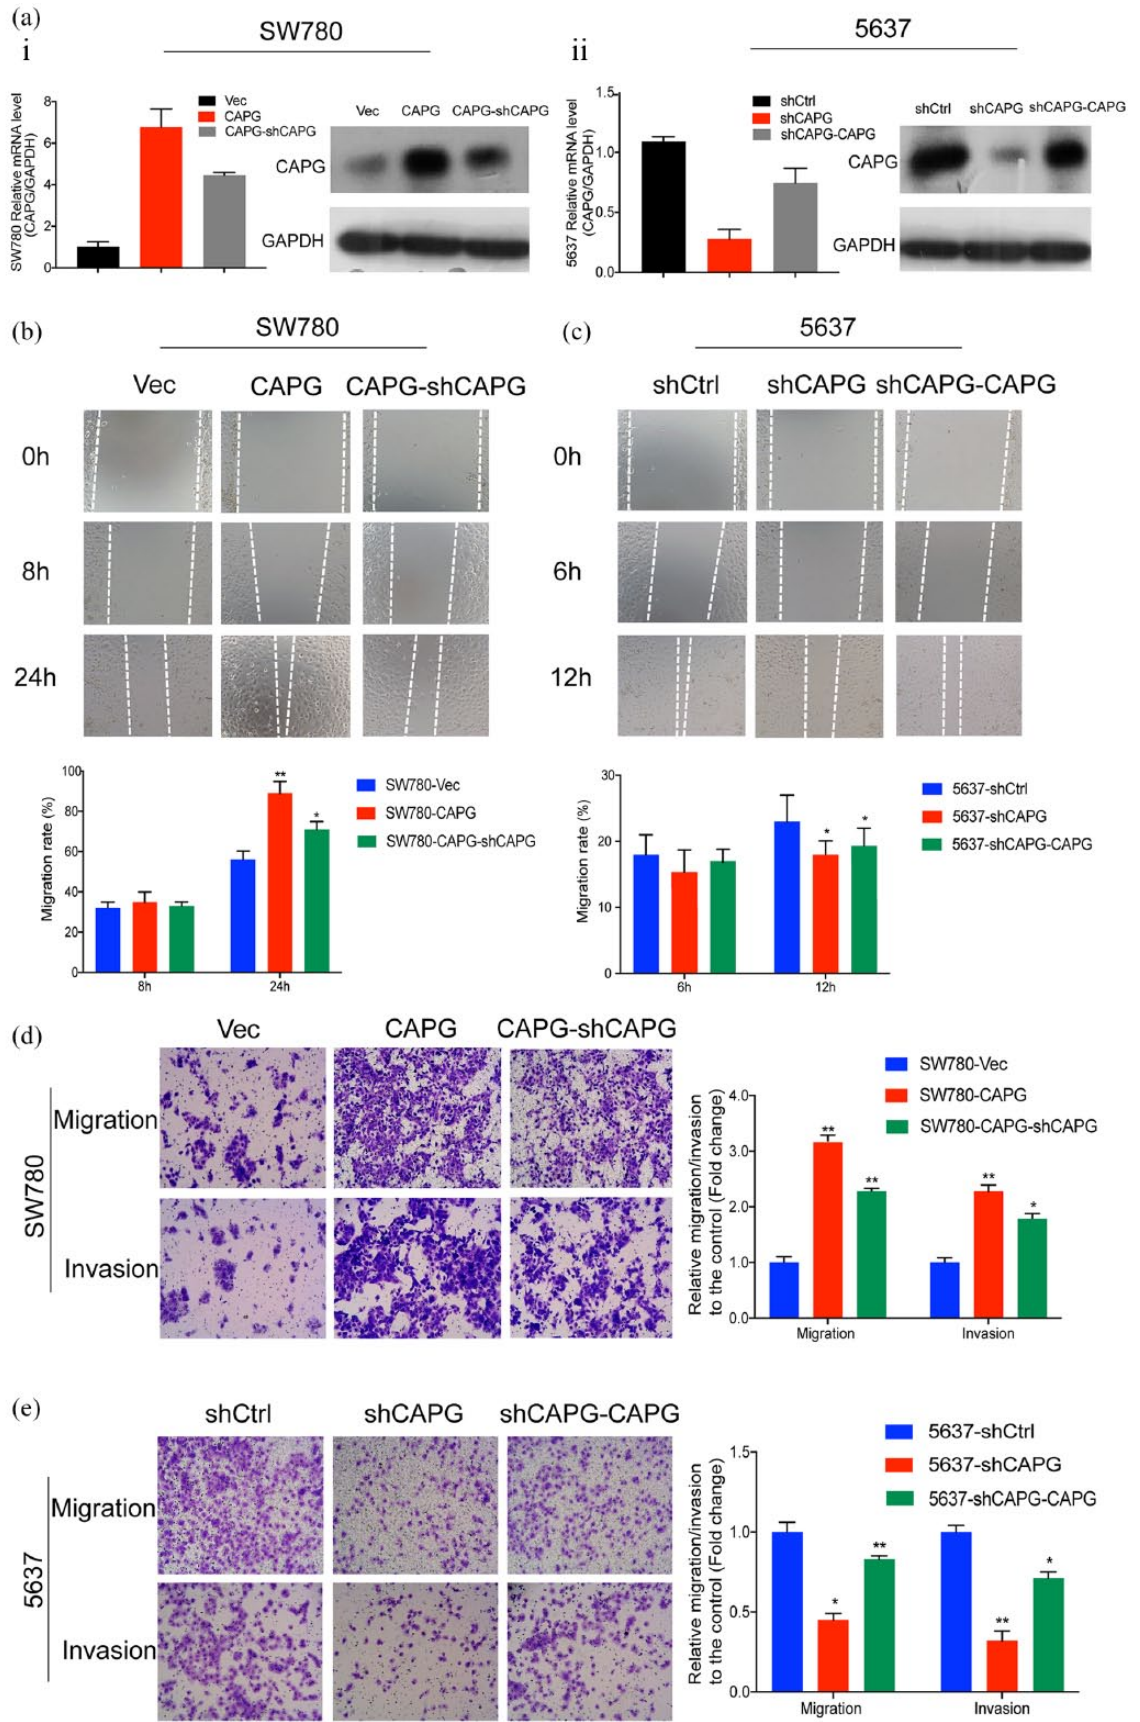 (a)
i
SW780
SW780 Relative mRNA level
(CAPG/GAPDH)
8
6
4
2
0
Vec
CAPG
CAPG-shCAPG
Vec CAPG CAPG-shCAPG
CAPG
GAPDH
ii
5637
5637 Relative mRNA level
(CAPG/GAPDH)
1.5
1.0
0.5
0.0
shCtrl
shCAPG
shCAPG-CAPG
shCtrl shCAPG shCAPG-CAPG
CAPG
GAPDH
(b)
SW780
Vec CAPG CAPG-shCAPG
0h
8h
24h
Migration rate (%)
100
80
60
40
20
0
** *
8h 24h
SW780-Vec
SW780-CAPG
SW780-CAPG-shCAPG
(c)
5637
shCtrl shCAPG shCAPG-CAPG
0h
6h
12h
Migration rate (%)
30
20
10
0
* *
6h 12h
5637-shCtrl
5637-shCAPG
5637-shCAPG-CAPG
(d)
Vec CAPG CAPG-shCAPG
SW780
Migration
Invasion
Relative migration/invasion
to the control (Fold change)
4.0
3.0
2.0
1.0
0.0
** ** ** *
Migration Invasion
SW780-Vec
SW780-CAPG
SW780-CAPG-shCAPG
(e)
shCtrl shCAPG shCAPG-CAPG
5637
Migration
Invasion
Relative migration/invasion
to the control (Fold change)
1.5
1.0
0.5
0.0
* ** ** *
Migration Invasion
5637-shCtrl
5637-shCAPG
5637-shCAPG-CAPG